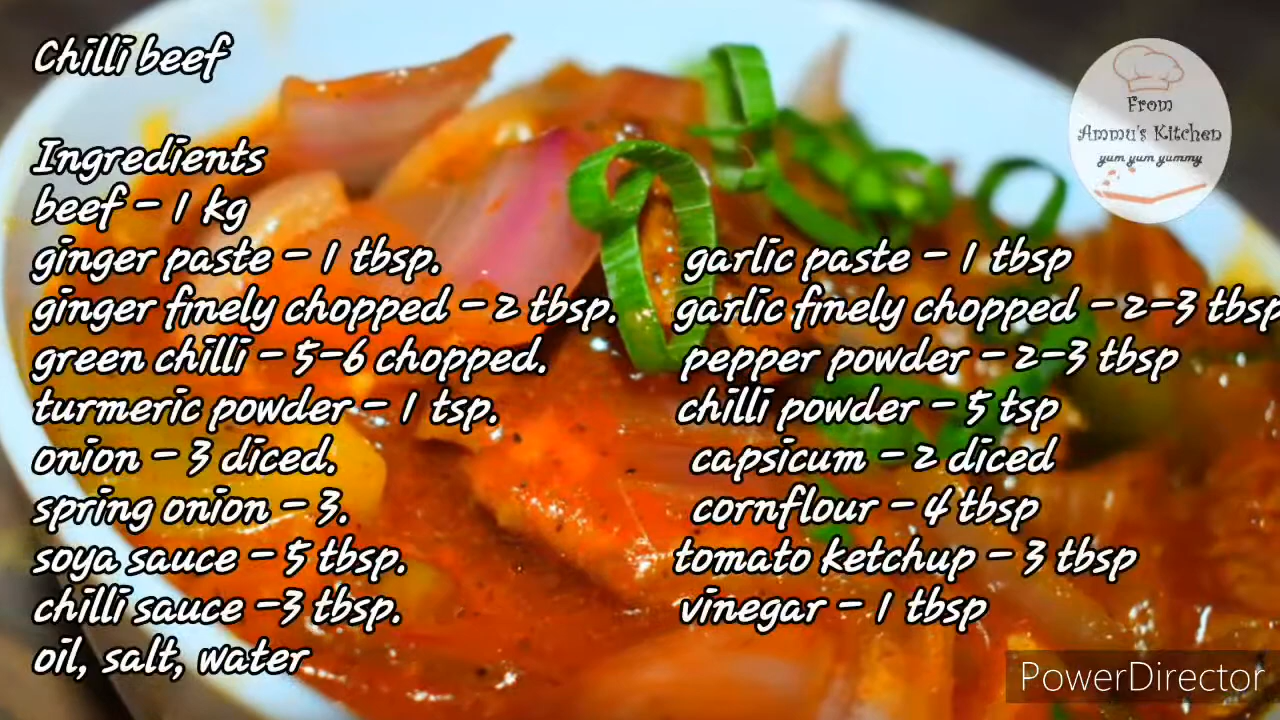 Chilli beef
From
Ammu's Kitchen
yum yum yummy
Ingredients
beef - 1 kg
ginger paste - 1 tbsp. garlic paste - 1 tbsp
ginger finely chopped - 2 tbsp. garlic finely chopped - 2-3 tbsp
green chilli - 5-6 chopped. pepper powder - 2-3 tbsp
turmeric powder - 1 tsp. chilli powder - 5 tsp
onion - 3 diced. capsicum - 2 diced
spring onion - 3. cornflour - 4 tbsp
soya sauce - 5 tbsp. tomato ketchup - 3 tbsp
chilli sauce -3 tbsp. vinegar - 1 tbsp
oil, salt, water
PowerDirector